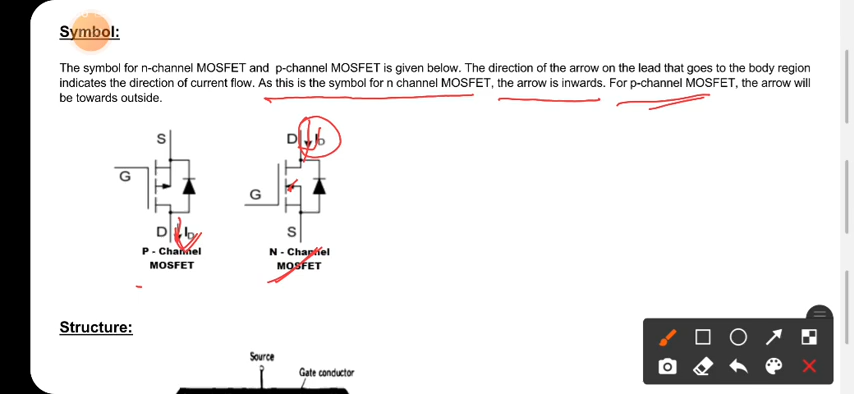 Symbol:
The symbol for n-channel MOSFET and p-channel MOSFET is given below. The direction of the arrow on the lead that goes to the body region
indicates the direction of current flow. As this is the symbol for n channel MOSFET, the arrow is inwards. For p-channel MOSFET, the arrow will
be towards outside.
S
G
D ID
P - Channel
MOSFET
D ID
G
S
N - Channel
MOSFET
Structure:
Source
Gate conductor